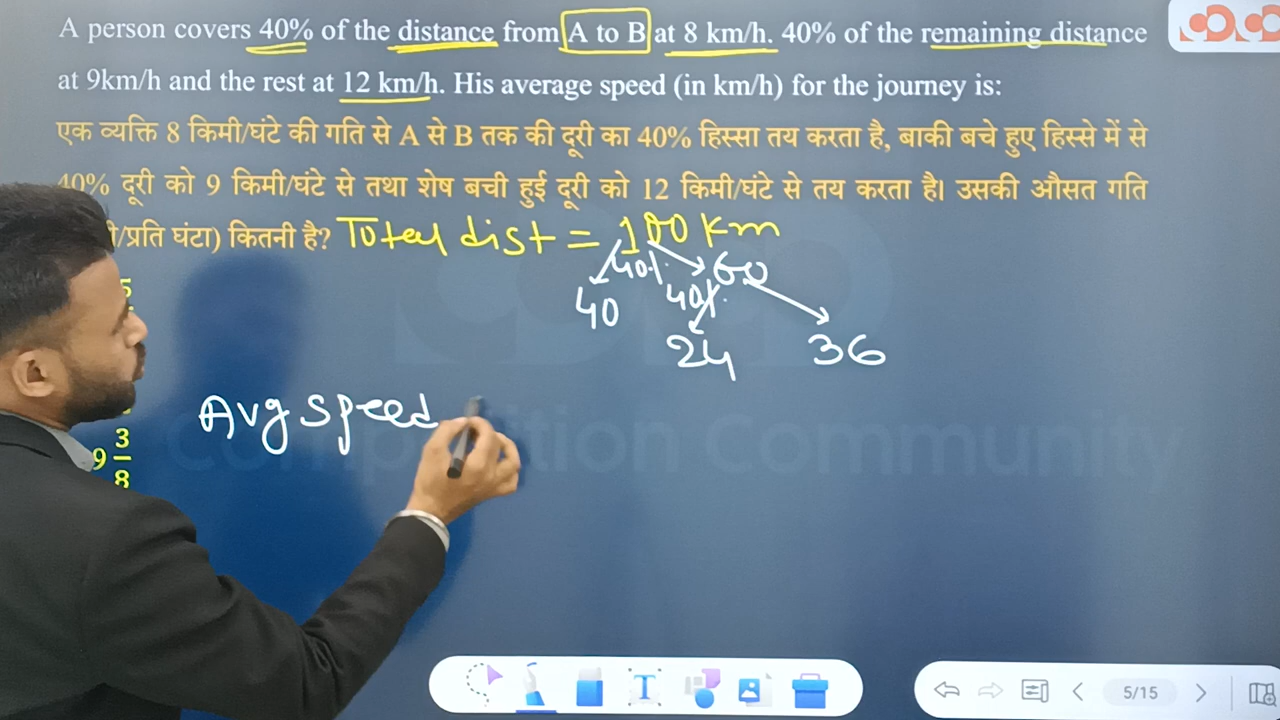 A person covers 40% of the distance from A to B at 8 km/h. 40% of the remaining distance
at 9km/h and the rest at 12 km/h. His average speed (in km/h) for the journey is:
एक व्यक्ति 8 किमी/घंटे की गति से A से B तक की दूरी का 40% हिस्सा तय करता है, बाकी बचे हुए हिस्से में से
40% दूरी को 9 किमी/घंटे से तथा शेष बची हुई दूरी को 12 किमी/घंटे से तय करता है। उसकी औसत गति
/प्रति घंटा) कितनी है? Total dist = 100 Km
40% 60
40 40%
24 36
5
Avg speed
9 3/8
Community
5/15